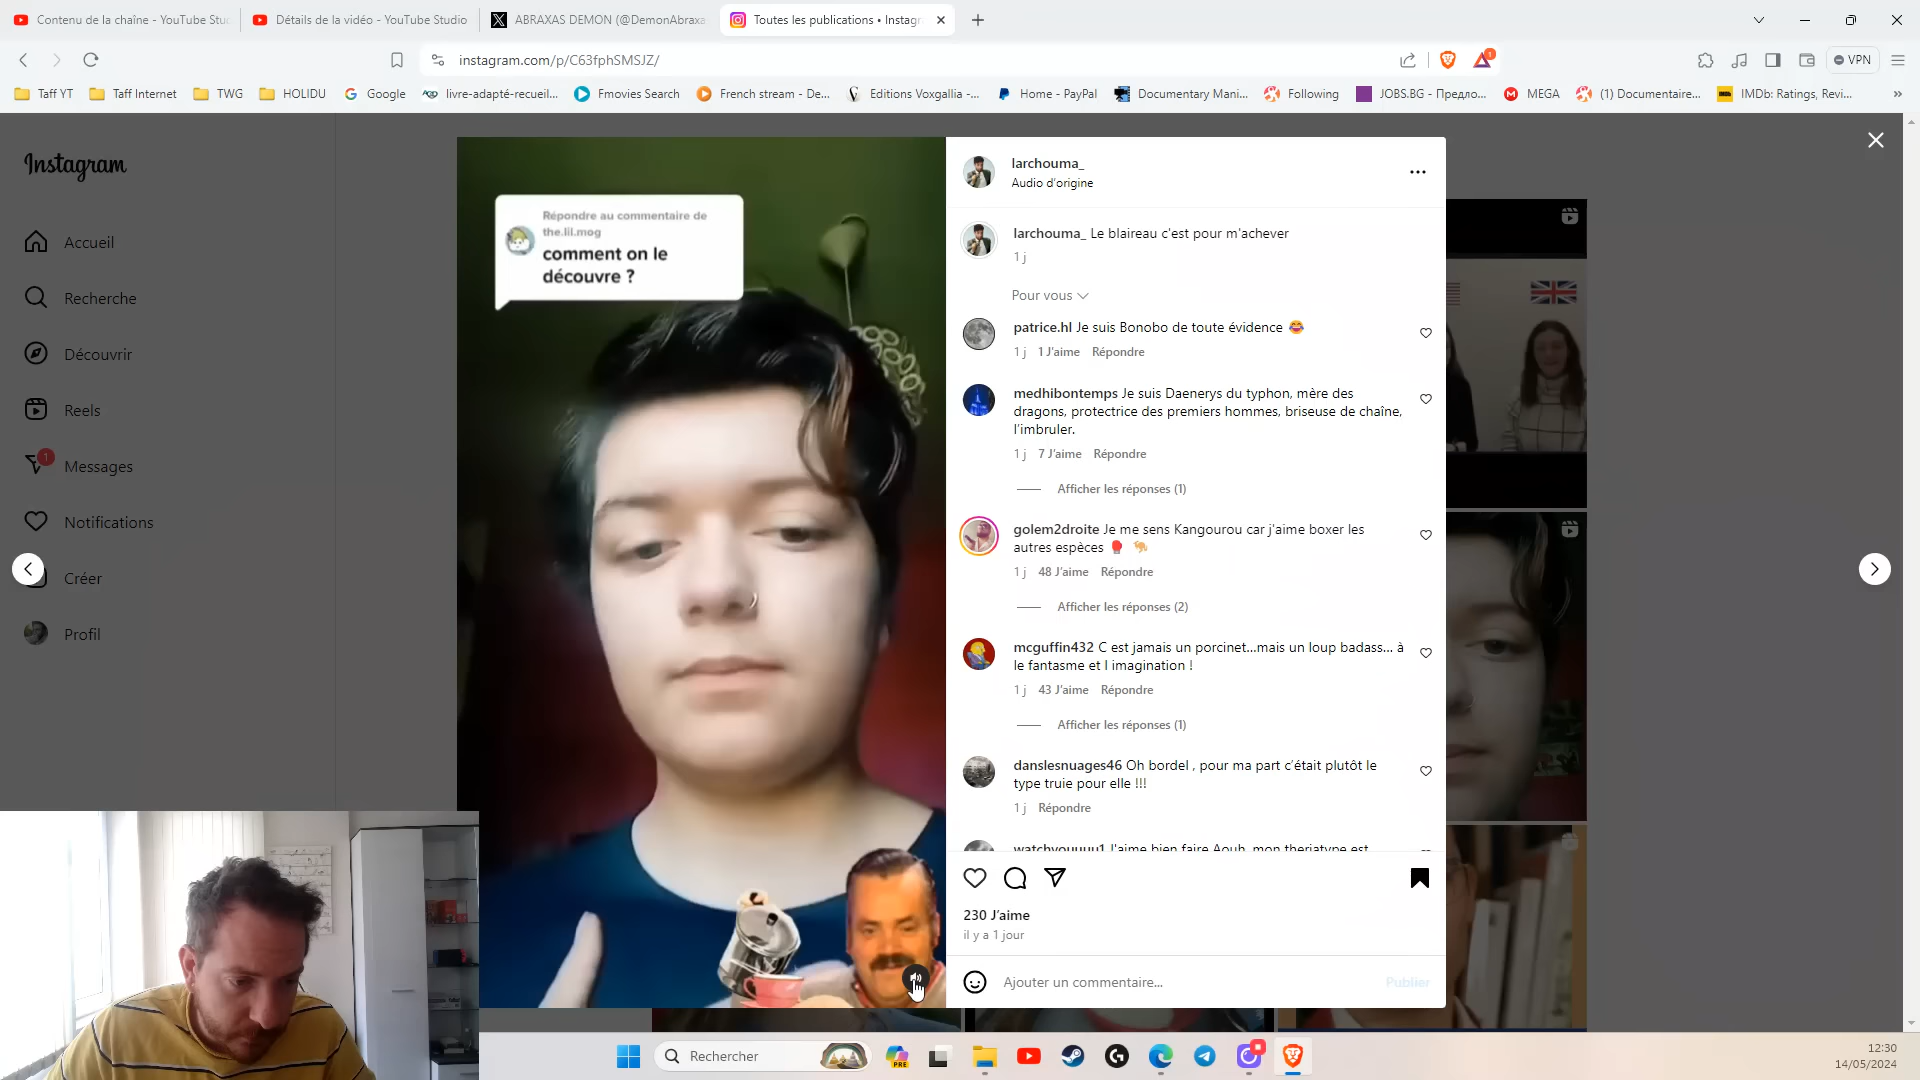 Contenu de la chaîne - YouTube Stu
Détails de la vidéo - YouTube Studio
ABRAXAS DEMON (@DemonAbraxa
Toutes les publications • Instagr
instagram.com/p/C63fphSMSJZ/
1
VPN
Taff YT
Taff Internet
TWG
HOLIDU
Google
livre-adapté-recueil...
Fmovies Search
French stream - De...
Editions Voxgallia -...
Home - PayPal
Documentary Mani...
Following
JOBS.BG - Предло...
MEGA
(1) Documentaire...
IMDb: Ratings, Revi...
Instagram
Accueil
Recherche
Découvrir
Reels
1
Messages
Notifications
Créer
Profil
Répondre au commentaire de
the.lil.mog
comment on le
découvre ?
larchouma_
Audio d'origine
larchouma_ Le blaireau c'est pour m'achever
1 j
Pour vous
patrice.hl Je suis Bonobo de toute évidence 😂
1 j 1 J'aime Répondre
medhibontemps Je suis Daenerys du typhon, mère des
dragons, protectrice des premiers hommes, briseuse de chaîne,
l'imbruler.
1 j 7 J'aime Répondre
Afficher les réponses (1)
golem2droite Je me sens Kangourou car j'aime boxer les
autres espèces 🥊 🦘
1 j 48 J'aime Répondre
Afficher les réponses (2)
mcguffin432 C est jamais un porcinet...mais un loup badass... à
le fantasme et l imagination !
1 j 43 J'aime Répondre
Afficher les réponses (1)
danslesnuages46 Oh bordel , pour ma part c'était plutôt le
type truie pour elle !!!
1 j Répondre
watchyouuuu1 J'aime bien faire Aouh, mon theriatype est
230 J'aime
il y a 1 jour
Ajouter un commentaire...
Publier
Rechercher
PRE
12:30
14/05/2024